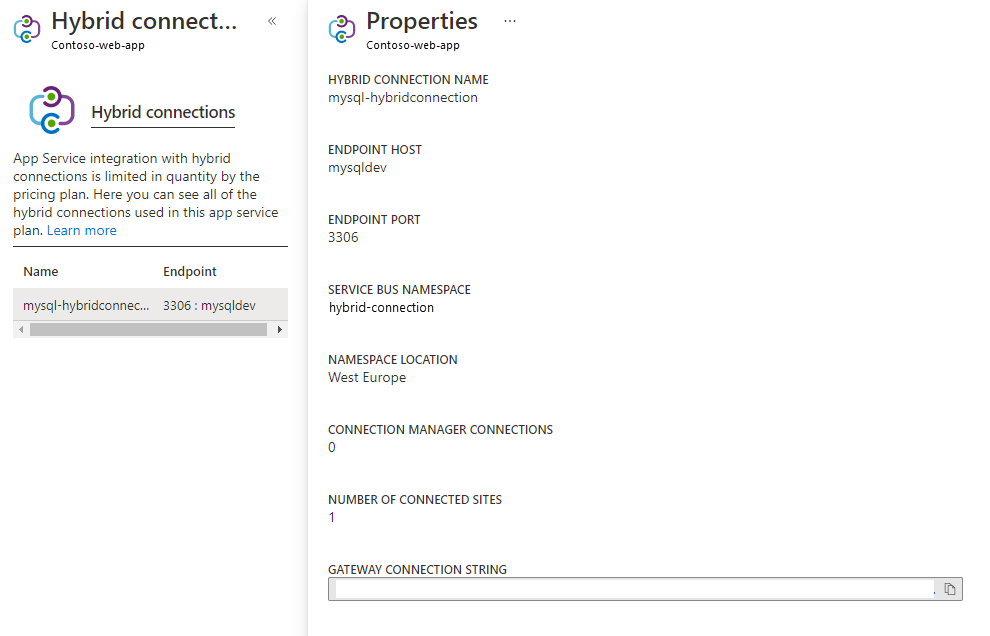 Hybrid connect...
«
Contoso-web-app
Hybrid connections
App Service integration with hybrid
connections is limited in quantity by the
pricing plan. Here you can see all of the
hybrid connections used in this app service
plan. Learn more
Name Endpoint
mysql-hybridconnec... 3306 : mysqldev
Properties ...
Contoso-web-app
HYBRID CONNECTION NAME
mysql-hybridconnection
ENDPOINT HOST
mysqldev
ENDPOINT PORT
3306
SERVICE BUS NAMESPACE
hybrid-connection
NAMESPACE LOCATION
West Europe
CONNECTION MANAGER CONNECTIONS
0
NUMBER OF CONNECTED SITES
1
GATEWAY CONNECTION STRING